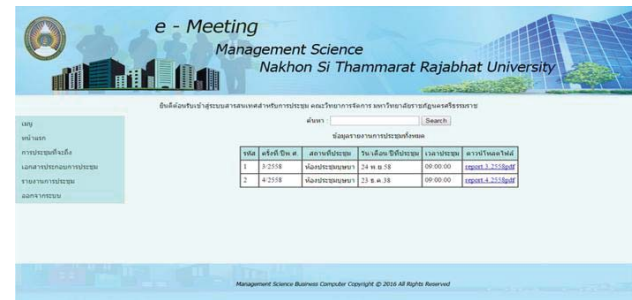 e - Meeting
Management Science
Nakhon Si Thammarat Rajabhat University
ยินดีต้อนรับเข้าสู่ระบบสารสนเทศสำหรับการประชุม คณะวิทยาการจัดการ มหาวิทยาลัยราชภัฏนครศรีธรรมราช
เมนู
หน้าแรก
การประชุมที่จะถึง
เอกสารประกอบการประชุม
รายงานการประชุม
ออกจากระบบ
ค้นหา : Search
ข้อมูลรายงานการประชุมทั้งหมด
รหัส ครั้งที่/ปีพ.ศ. สถานที่ประชุม วัน/เดือน/ปีที่ประชุม เวลาประชุม ดาวน์โหลดไฟล์
1 3/2558 ห้องประชุมบุษบา 24 พ.ย 58 09:00:00 report.3.2558pdf
2 4/2558 ห้องประชุมบุษบา 23 ธ.ค.58 09:00:00 report.4.2558pdf
Management Science Business Computer Copyright © 2016 All Rights Reserved